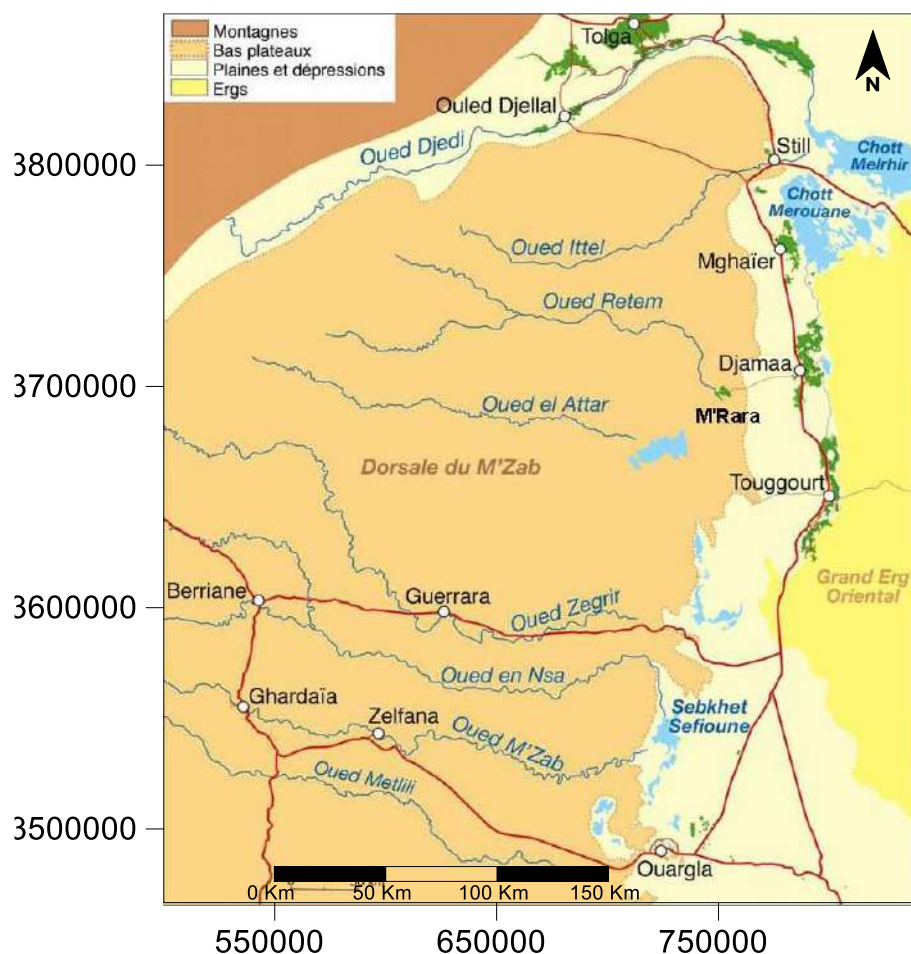 Montagnes
Bas plateaux
Plaines et dépressions
Ergs
Tolga
N
Ouled Djellal
Oued Djedi
Still
Chott
Melrhir
3800000
Chott
Merouane
Oued Ittel
Mghaïer
Oued Retem
Djamaa
3700000
M'Rara
Oued el Attar
Dorsale du M'Zab
Touggourt
Grand Erg
Oriental
Berriane
Guerrara
Oued Zegrir
3600000
Oued en Nsa
Ghardaïa
Zelfana
Sebkhet
Sefioune
Oued M'Zab
Oued Metlili
3500000
Ouargla
0 Km
50 Km
100 Km
150 Km
550000
650000
750000